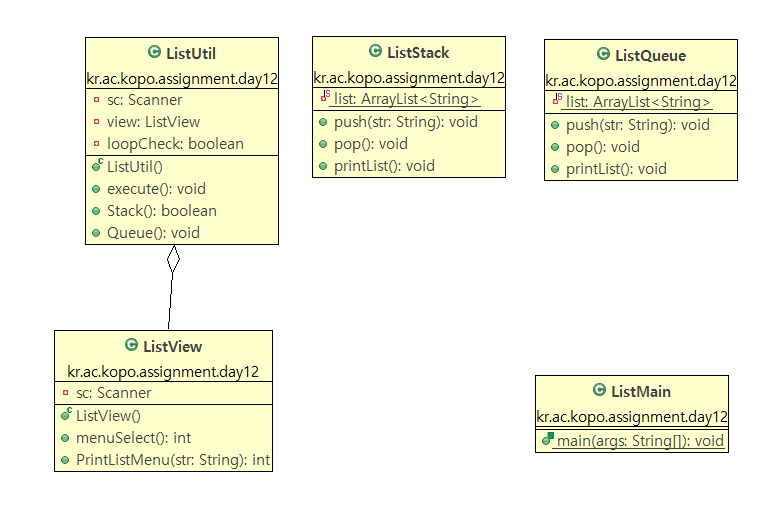 ListUtil
kr.ac.kopo.assignment.day12
sc: Scanner
view: ListView
loopCheck: boolean
ListUtil()
execute(): void
Stack(): boolean
Queue(): void
ListStack
kr.ac.kopo.assignment.day12
list: ArrayList<String>
push(str: String): void
pop(): void
printList(): void
ListQueue
kr.ac.kopo.assignment.day12
list: ArrayList<String>
push(str: String): void
pop(): void
printList(): void
ListView
kr.ac.kopo.assignment.day12
sc: Scanner
ListView()
menuSelect(): int
PrintListMenu(str: String): int
ListMain
kr.ac.kopo.assignment.day12
main(args: String[]): void